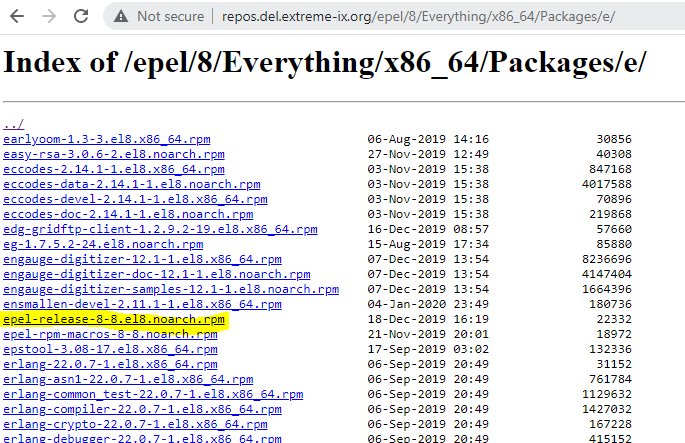 Not secure | repos.del.extreme-ix.org/epel/8/Everything/x86_64/Packages/e/
Index of /epel/8/Everything/x86_64/Packages/e/
../
earlyoom-1.3-3.el8.x86_64.rpm 06-Aug-2019 14:16 30856
easy-rsa-3.0.6-2.el8.noarch.rpm 27-Nov-2019 12:49 40308
eccodes-2.14.1-1.el8.x86_64.rpm 03-Nov-2019 15:38 847168
eccodes-data-2.14.1-1.el8.noarch.rpm 03-Nov-2019 15:38 4017588
eccodes-devel-2.14.1-1.el8.x86_64.rpm 03-Nov-2019 15:38 70896
eccodes-doc-2.14.1-1.el8.noarch.rpm 03-Nov-2019 15:38 219868
edg-gridftp-client-1.2.9.2-19.el8.x86_64.rpm 16-Dec-2019 08:57 57660
eg-1.7.5.2-24.el8.noarch.rpm 15-Aug-2019 17:34 85880
engauge-digitizer-12.1-1.el8.x86_64.rpm 07-Dec-2019 13:54 8236696
engauge-digitizer-doc-12.1-1.el8.noarch.rpm 07-Dec-2019 13:54 4147404
engauge-digitizer-samples-12.1-1.el8.noarch.rpm 07-Dec-2019 13:54 1664396
ensmallen-devel-2.11.1-1.el8.x86_64.rpm 04-Jan-2020 23:49 180736
epel-release-8-8.el8.noarch.rpm 18-Dec-2019 16:19 22332
epel-rpm-macros-8-8.noarch.rpm 21-Nov-2019 20:01 18972
epstool-3.08-17.el8.x86_64.rpm 17-Sep-2019 03:02 132336
erlang-22.0.7-1.el8.x86_64.rpm 06-Sep-2019 20:49 31152
erlang-asn1-22.0.7-1.el8.x86_64.rpm 06-Sep-2019 20:49 761784
erlang-common_test-22.0.7-1.el8.x86_64.rpm 06-Sep-2019 20:49 1129632
erlang-compiler-22.0.7-1.el8.x86_64.rpm 06-Sep-2019 20:49 1427032
erlang-crypto-22.0.7-1.el8.x86_64.rpm 06-Sep-2019 20:49 167228
erlang-debugger-22.0.7-1.el8.x86_64.rpm 06-Sep-2019 20:49 415152